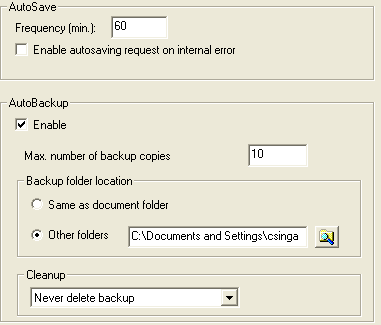 AutoSave
Frequency (min.): 60
Enable autosaving request on internal error
AutoBackup
Enable
Max. number of backup copies 10
Backup folder location
Same as document folder
Other folders C:\Documents and Settings\csinga
Cleanup
Never delete backup